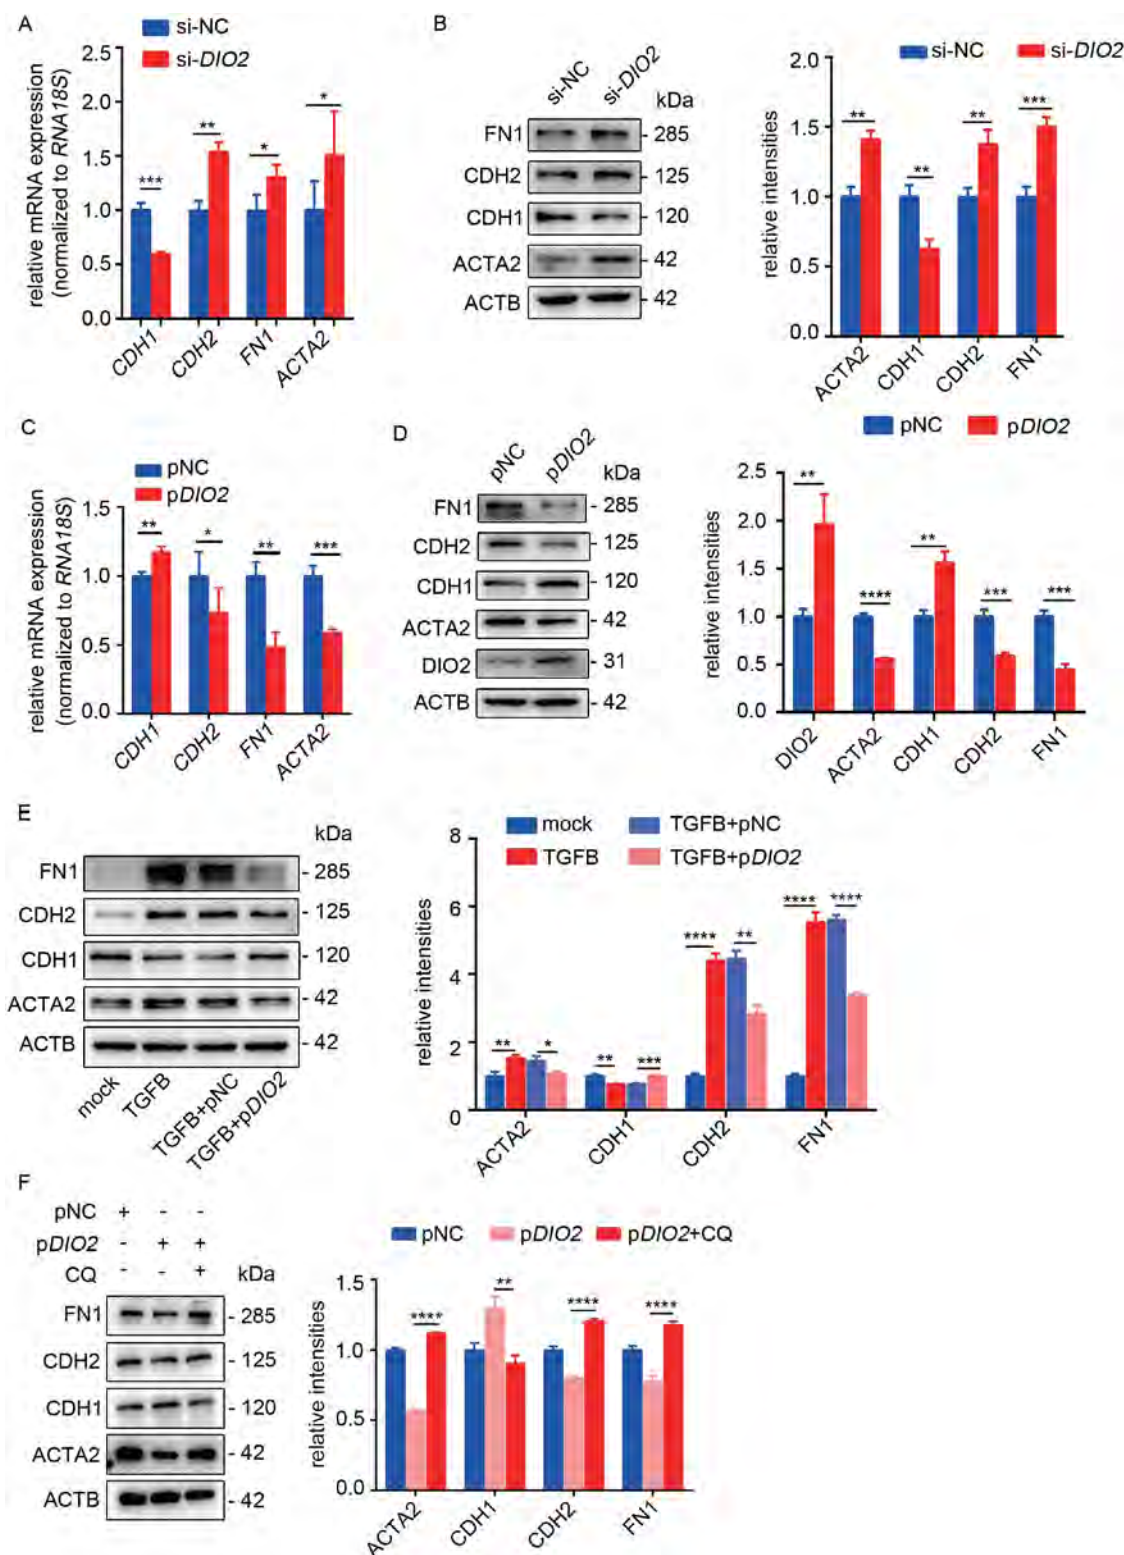 A
si-NC
si-DIO2
relative mRNA expression
(normalized to RNA18S)
2.5
2.0
1.5
1.0
0.5
0.0
***
**
*
*
CDH1
CDH2
FN1
ACTA2
B
si-NC
si-DIO2
kDa
FN1
- 285
CDH2
- 125
CDH1
- 120
ACTA2
- 42
ACTB
- 42
si-NC
si-DIO2
relative intensities
2.0
1.5
1.0
0.5
0.0
**
**
**
***
ACTA2
CDH1
CDH2
FN1
C
pNC
pDIO2
relative mRNA expression
(normalized to RNA18S)
1.5
1.0
0.5
0.0
**
*
**
***
CDH1
CDH2
FN1
ACTA2
D
pNC
pDIO2
kDa
FN1
- 285
CDH2
- 125
CDH1
- 120
ACTA2
- 42
DIO2
- 31
ACTB
- 42
pNC
pDIO2
relative intensities
2.5
2.0
1.5
1.0
0.5
0.0
**
****
**
***
***
DIO2
ACTA2
CDH1
CDH2
FN1
E
kDa
FN1
- 285
CDH2
- 125
CDH1
- 120
ACTA2
- 42
ACTB
- 42
mock
TGFB
TGFB+pNC
TGFB+pDIO2
mock
TGFB+pNC
TGFB
TGFB+pDIO2
relative intensities
8
6
4
2
0
**
*
**
***
****
**
****
****
ACTA2
CDH1
CDH2
FN1
F
pNC + - -
pDIO2 - + +
CQ - - +
kDa
FN1
- 285
CDH2
- 125
CDH1
- 120
ACTA2
- 42
ACTB
- 42
pNC
pDIO2
pDIO2+CQ
relative intensities
1.5
1.0
0.5
0.0
****
**
****
****
ACTA2
CDH1
CDH2
FN1